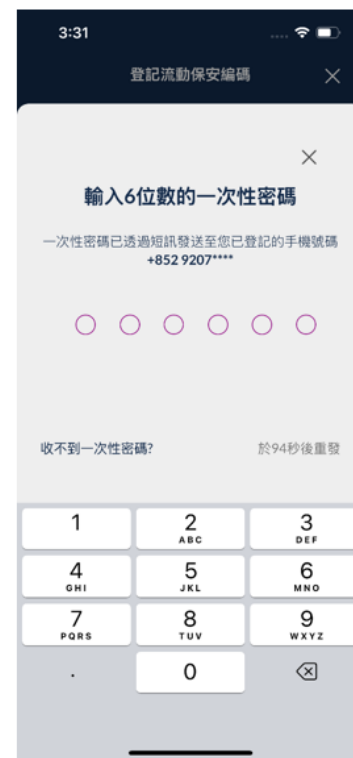 3:31
登記流動保安編碼
輸入6位數的一次性密碼
一次性密碼已透過短訊發送至您已登記的手機號碼
+852 9207****
收不到一次性密碼? 於94秒後重發
1 2 3
ABC DEF
4 5 6
GHI JKL MNO
7 8 9
PQRS TUV WXYZ
. 0